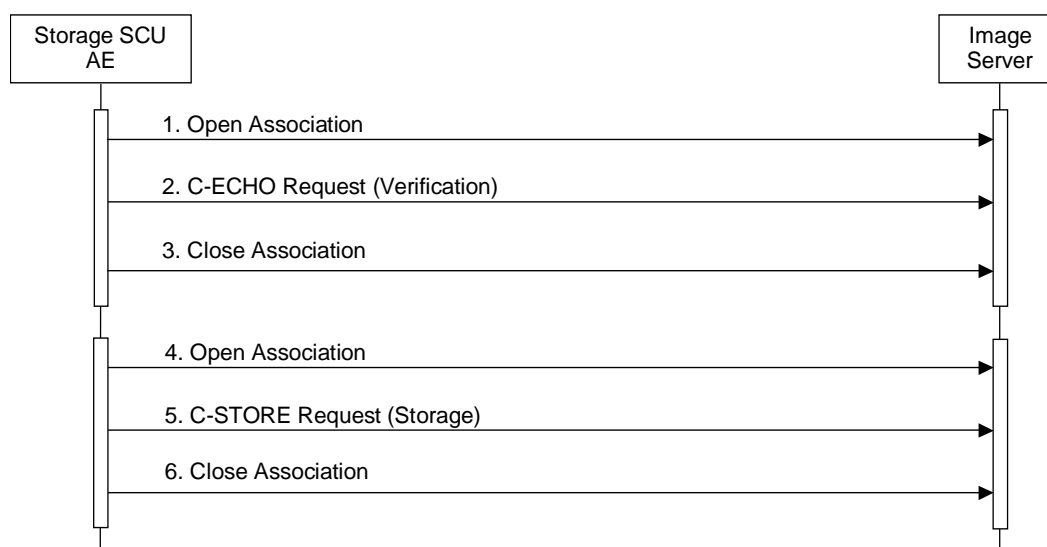 Storage SCU
AE
Image
Server
1. Open Association
2. C-ECHO Request (Verification)
3. Close Association
4. Open Association
5. C-STORE Request (Storage)
6. Close Association